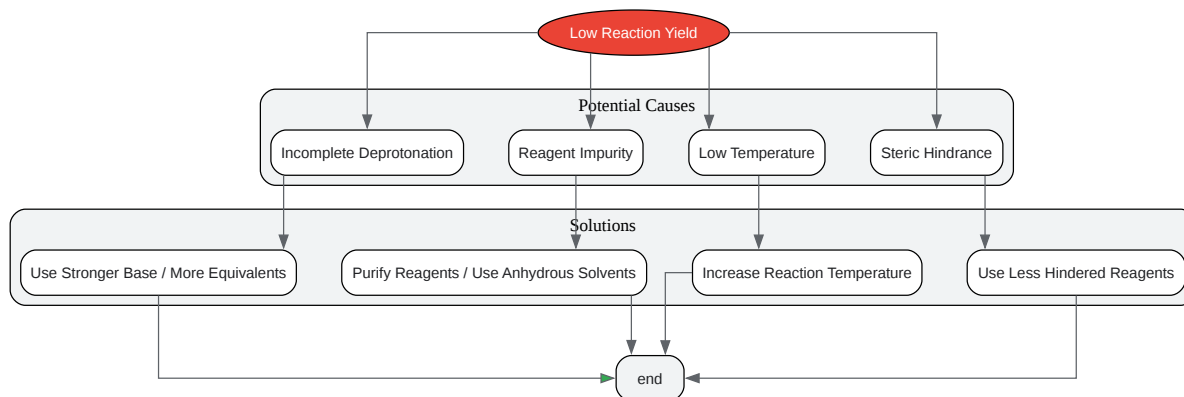 Low Reaction Yield
Potential Causes
Incomplete Deprotonation
Reagent Impurity
Low Temperature
Steric Hindrance
Solutions
Use Stronger Base / More Equivalents
Purify Reagents / Use Anhydrous Solvents
Increase Reaction Temperature
Use Less Hindered Reagents
end